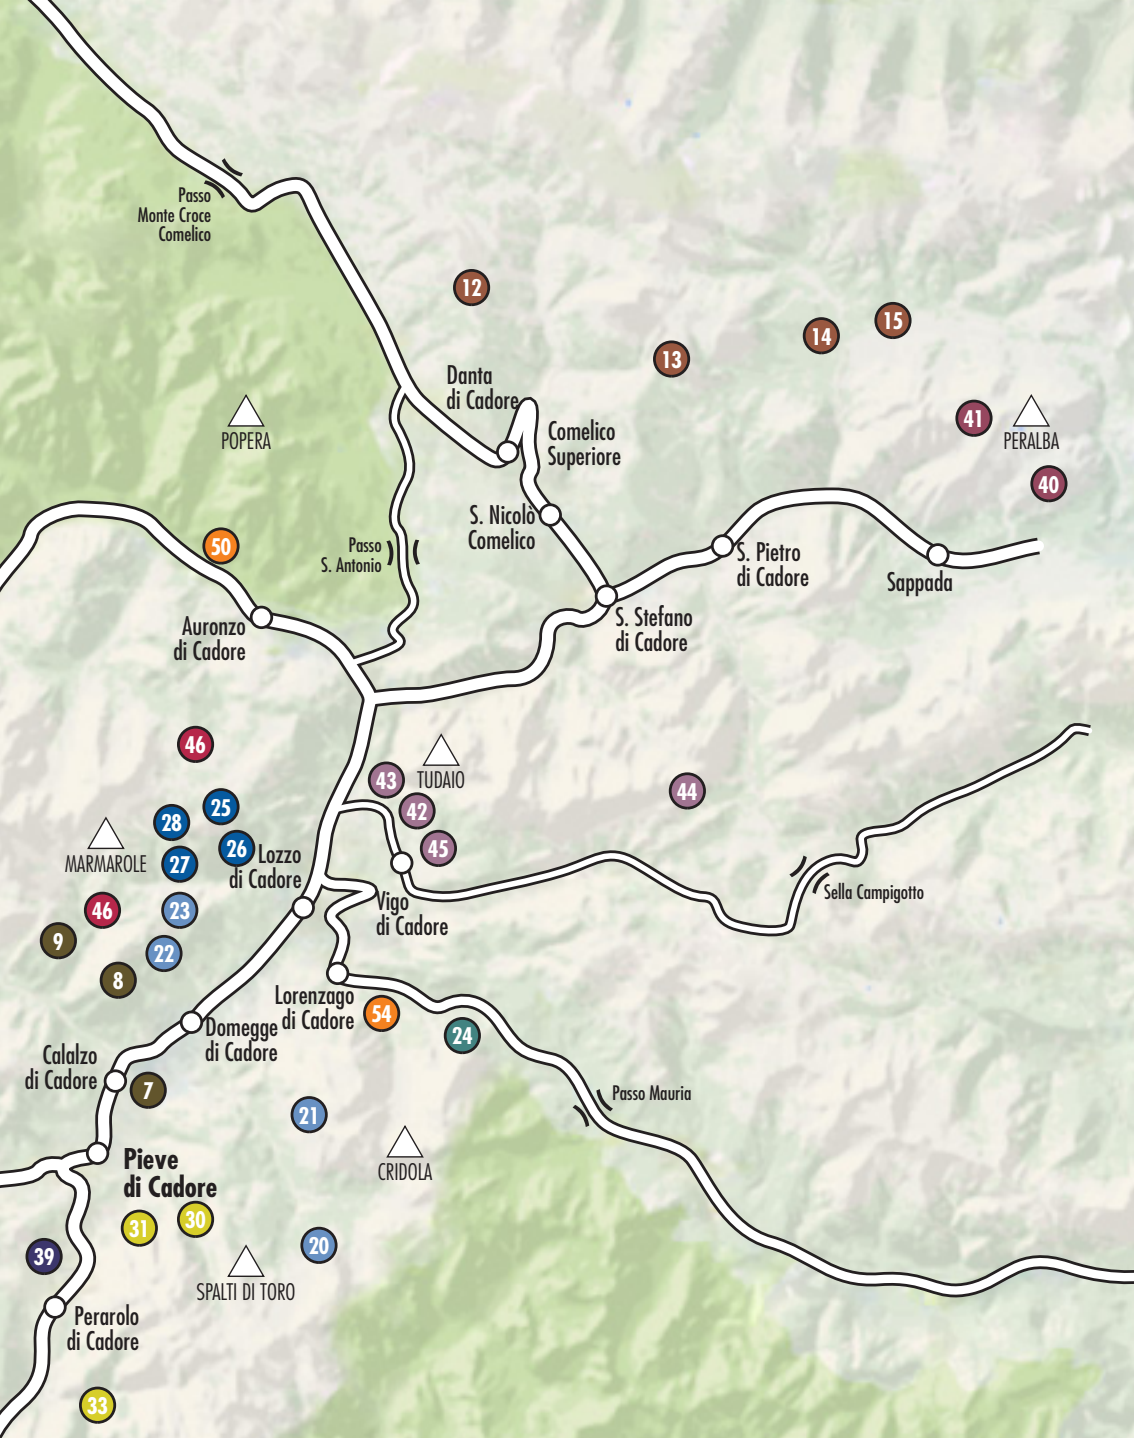 Passo
Monte Croce
Comelico
12
15
14
13
Danta
di Cadore
41
POPERA
PERALBA
Comelico
Superiore
40
S. Nicolò
Comelico
50
Passo
S. Antonio
S. Pietro
di Cadore
Sappada
Auronzo
di Cadore
S. Stefano
di Cadore
46
TUDAIO
43
44
42
25
28
45
MARMAROLE
26
27
Lozzo
di Cadore
Sella Campigotto
46
23
Vigo
di Cadore
9
22
8
Lorenzago
di Cadore
54
Domegge
di Cadore
24
Calalzo
di Cadore
7
Passo Mauria
21
CRIDOLA
Pieve
di Cadore
31
30
39
20
SPALTI DI TORO
Perarolo
di Cadore
33